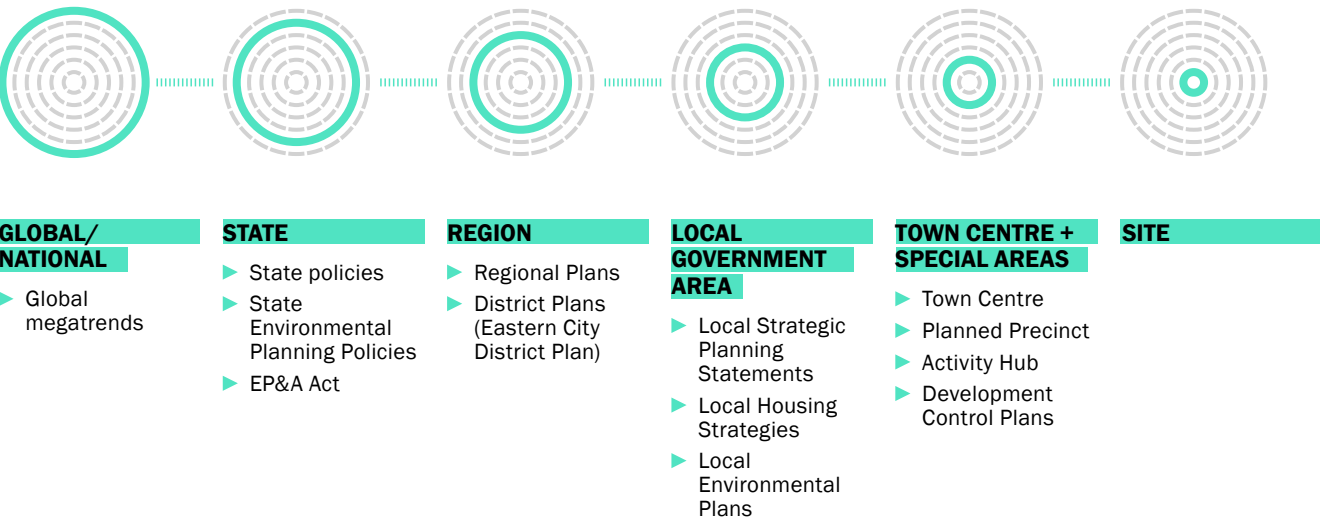 GLOBAL/
NATIONAL
Global
megatrends
STATE
State policies
State
Environmental
Planning Policies
EP&A Act
REGION
Regional Plans
District Plans
(Eastern City
District Plan)
LOCAL
GOVERNMENT
AREA
Local Strategic
Planning
Statements
Local Housing
Strategies
Local
Environmental
Plans
TOWN CENTRE +
SPECIAL AREAS
Town Centre
Planned Precinct
Activity Hub
Development
Control Plans
SITE